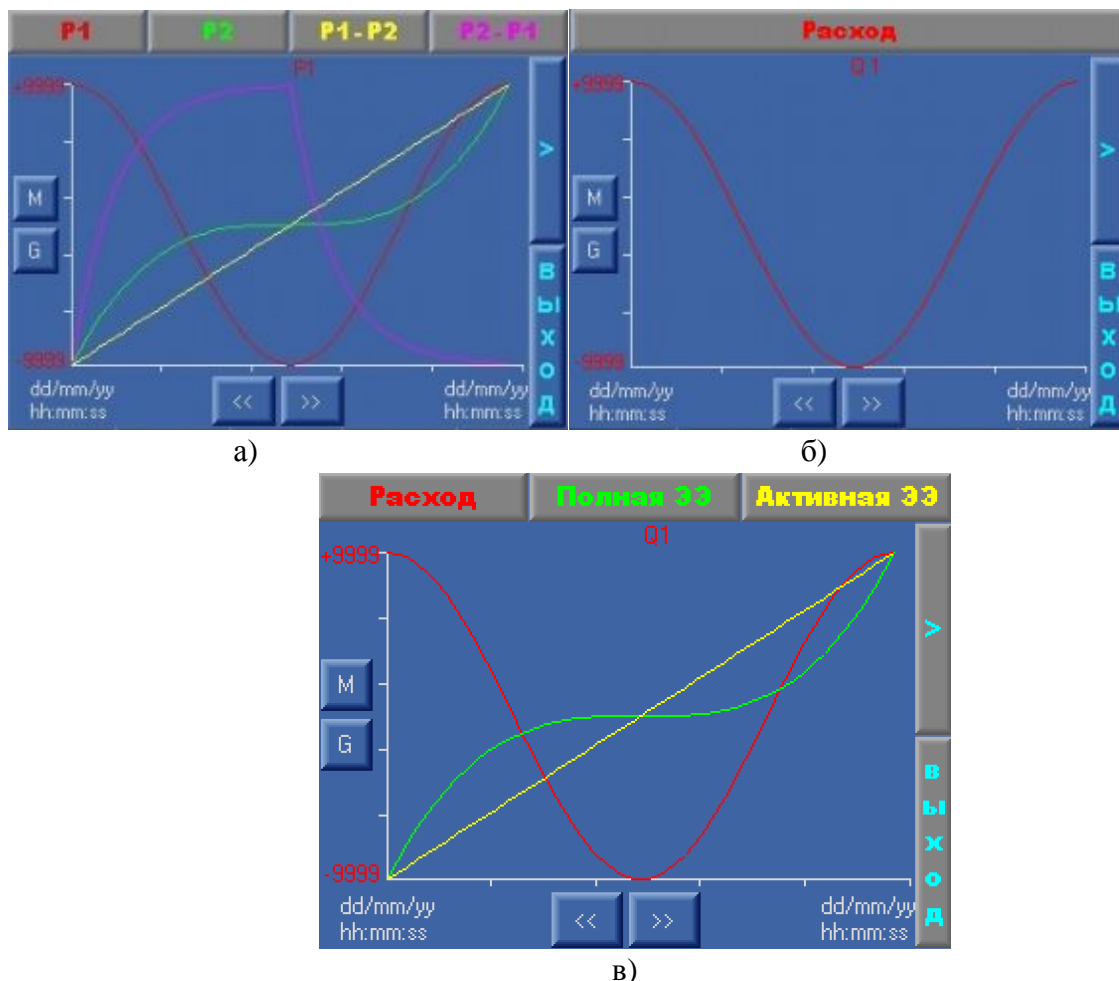 P1 P2 P1-P2 P2-P1
P1
+9999
>
M
G
-9999
ВЫХОД
dd/mm/yy << >> dd/mm/yy
hh:mm:ss hh:mm:ss
а)
Расход
Q1
+9999
>
M
G
-9999
ВЫХОД
dd/mm/yy << >> dd/mm/yy
hh:mm:ss hh:mm:ss
б)
Расход Полная ЭЭ Активная ЭЭ
Q1
+9999
>
M
G
-9999
ВЫХОД
dd/mm/yy << >> dd/mm/yy
hh:mm:ss hh:mm:ss
в)